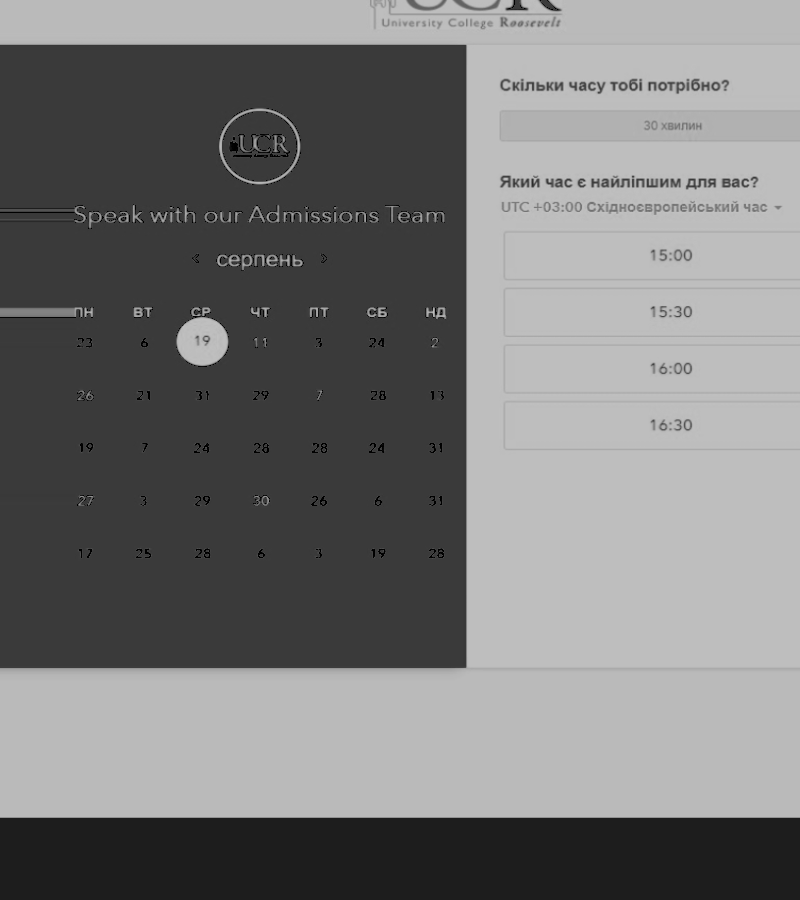 UCR
University College Roosevelt
UCR
Speak with our Admissions Team
< серпень >
ПН ВТ СР ЧТ ПТ СБ НД
23 6 19 11 3 24 2
26 21 31 29 7 28 13
19 7 24 28 28 24 31
27 3 29 30 26 6 31
17 25 28 6 3 19 28
Скільки часу тобі потрібно?
30 хвилин
Який час є найліпшим для вас?
UTC +03:00 Східноєвропейський час
15:00
15:30
16:00
16:30